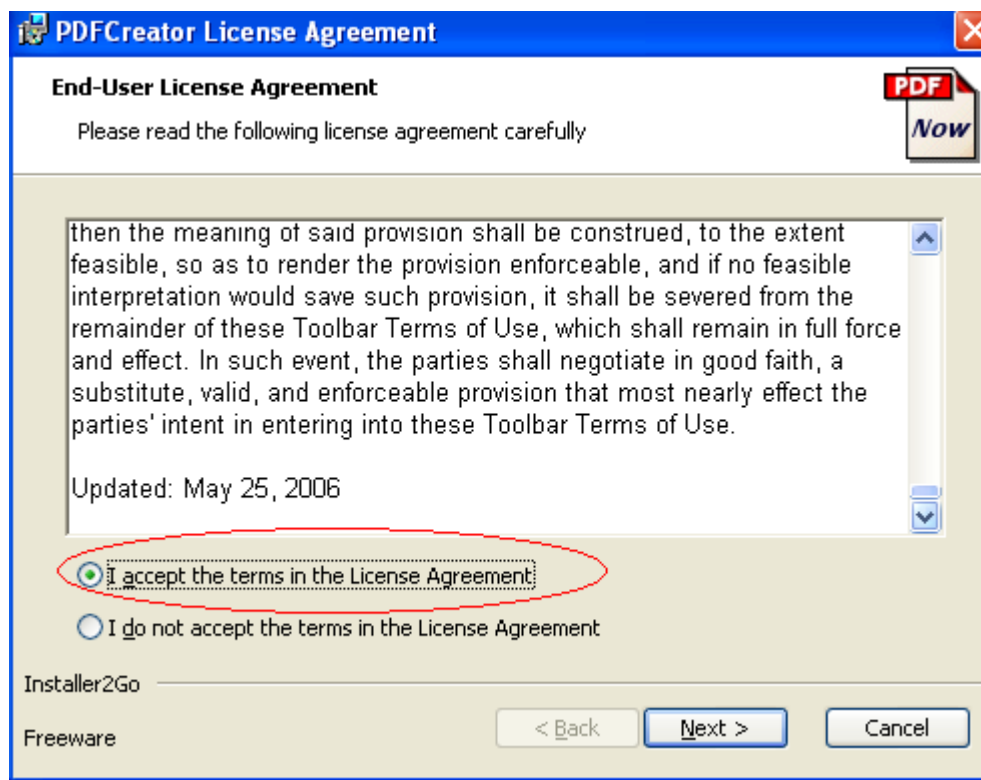 PDFCreator License Agreement
End-User License Agreement
Please read the following license agreement carefully
PDF
Now
then the meaning of said provision shall be construed, to the extent
feasible, so as to render the provision enforceable, and if no feasible
interpretation would save such provision, it shall be severed from the
remainder of these Toolbar Terms of Use, which shall remain in full force
and effect. In such event, the parties shall negotiate in good faith, a
substitute, valid, and enforceable provision that most nearly effect the
parties' intent in entering into these Toolbar Terms of Use.
Updated: May 25, 2006
I accept the terms in the License Agreement
I do not accept the terms in the License Agreement
Installer2Go
Freeware
< Back Next > Cancel